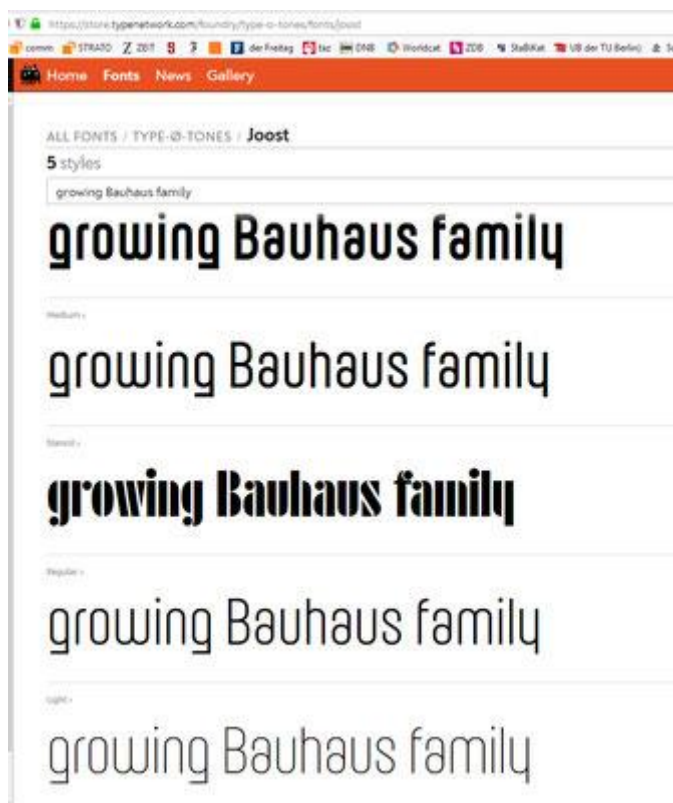 https://store.typenetwork.com/foundry/type-o-tones/fonts/joost
comm STRATO ZEIT der Freitag taz DNB Worldcat ZDB StaBiKat UB der TU Berlin
Home Fonts News Gallery
ALL FONTS / TYPE-Ø-TONES / Joost
5 styles
growing Bauhaus family
growing Bauhaus family
Medium
growing Bauhaus family
Stencil
growing Bauhaus family
Regular
growing Bauhaus family
Light
growing Bauhaus family